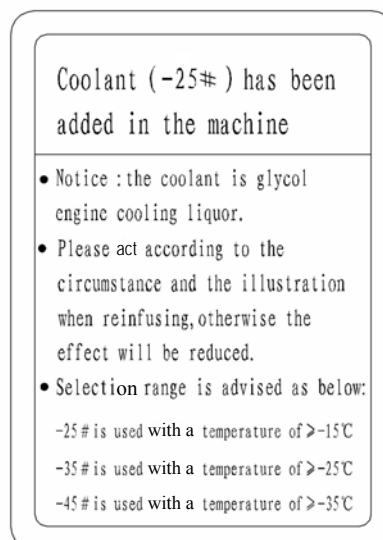 Coolant (-25#) has been
added in the machine
• Notice : the coolant is glycol
engine cooling liquor.
• Please act according to the
circumstance and the illustration
when reinfusing, otherwise the
effect will be reduced.
• Selection range is advised as below:
-25# is used with a temperature of ≥-15℃
-35# is used with a temperature of ≥-25℃
-45# is used with a temperature of ≥-35℃